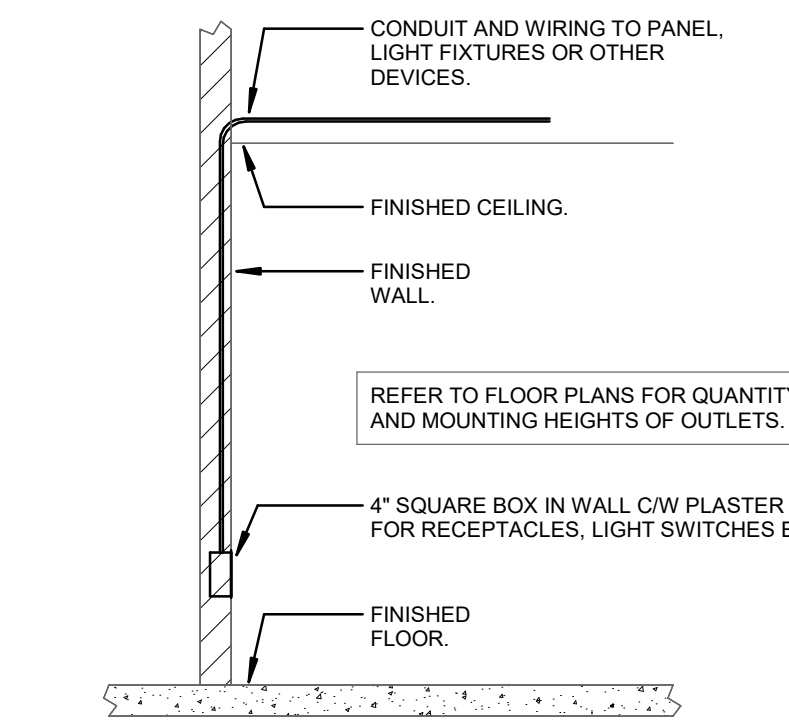 CONDUIT AND WIRING TO PANEL,
LIGHT FIXTURES OR OTHER
DEVICES.
FINISHED CEILING.
FINISHED
WALL.
REFER TO FLOOR PLANS FOR QUANTITY
AND MOUNTING HEIGHTS OF OUTLETS.
4" SQUARE BOX IN WALL C/W PLASTER
FOR RECEPTACLES, LIGHT SWITCHES
FINISHED
FLOOR.